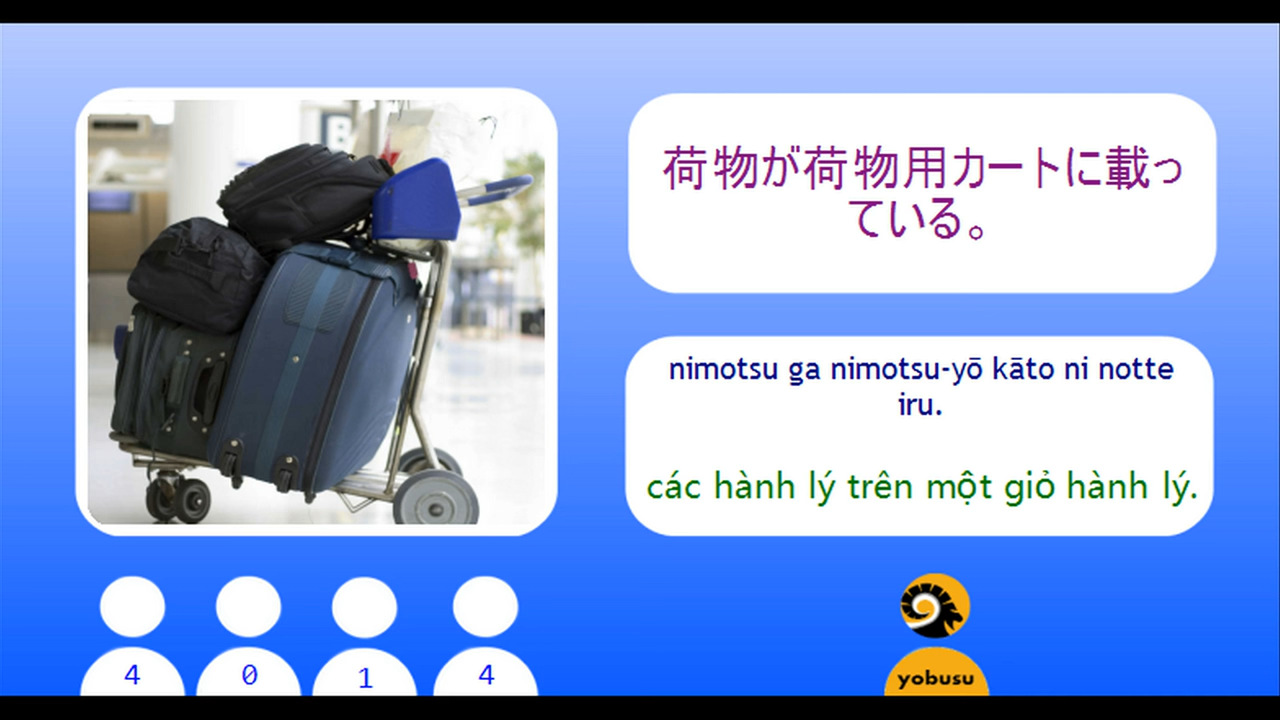 荷物が荷物用カートに載っ
ている。
nimotsu ga nimotsu-yō kāto ni notte
iru.
các hành lý trên một giỏ hành lý.
4 0 1 4
yobusu